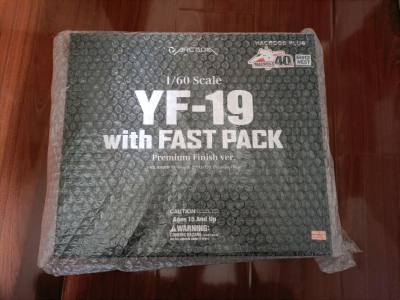 ARCADIA
MACROSS PLUS
40
1/60 Scale
YF-19
with FAST PACK
Premium Finish ver.
CAUTION
Ages 15 and Up
WARNING: